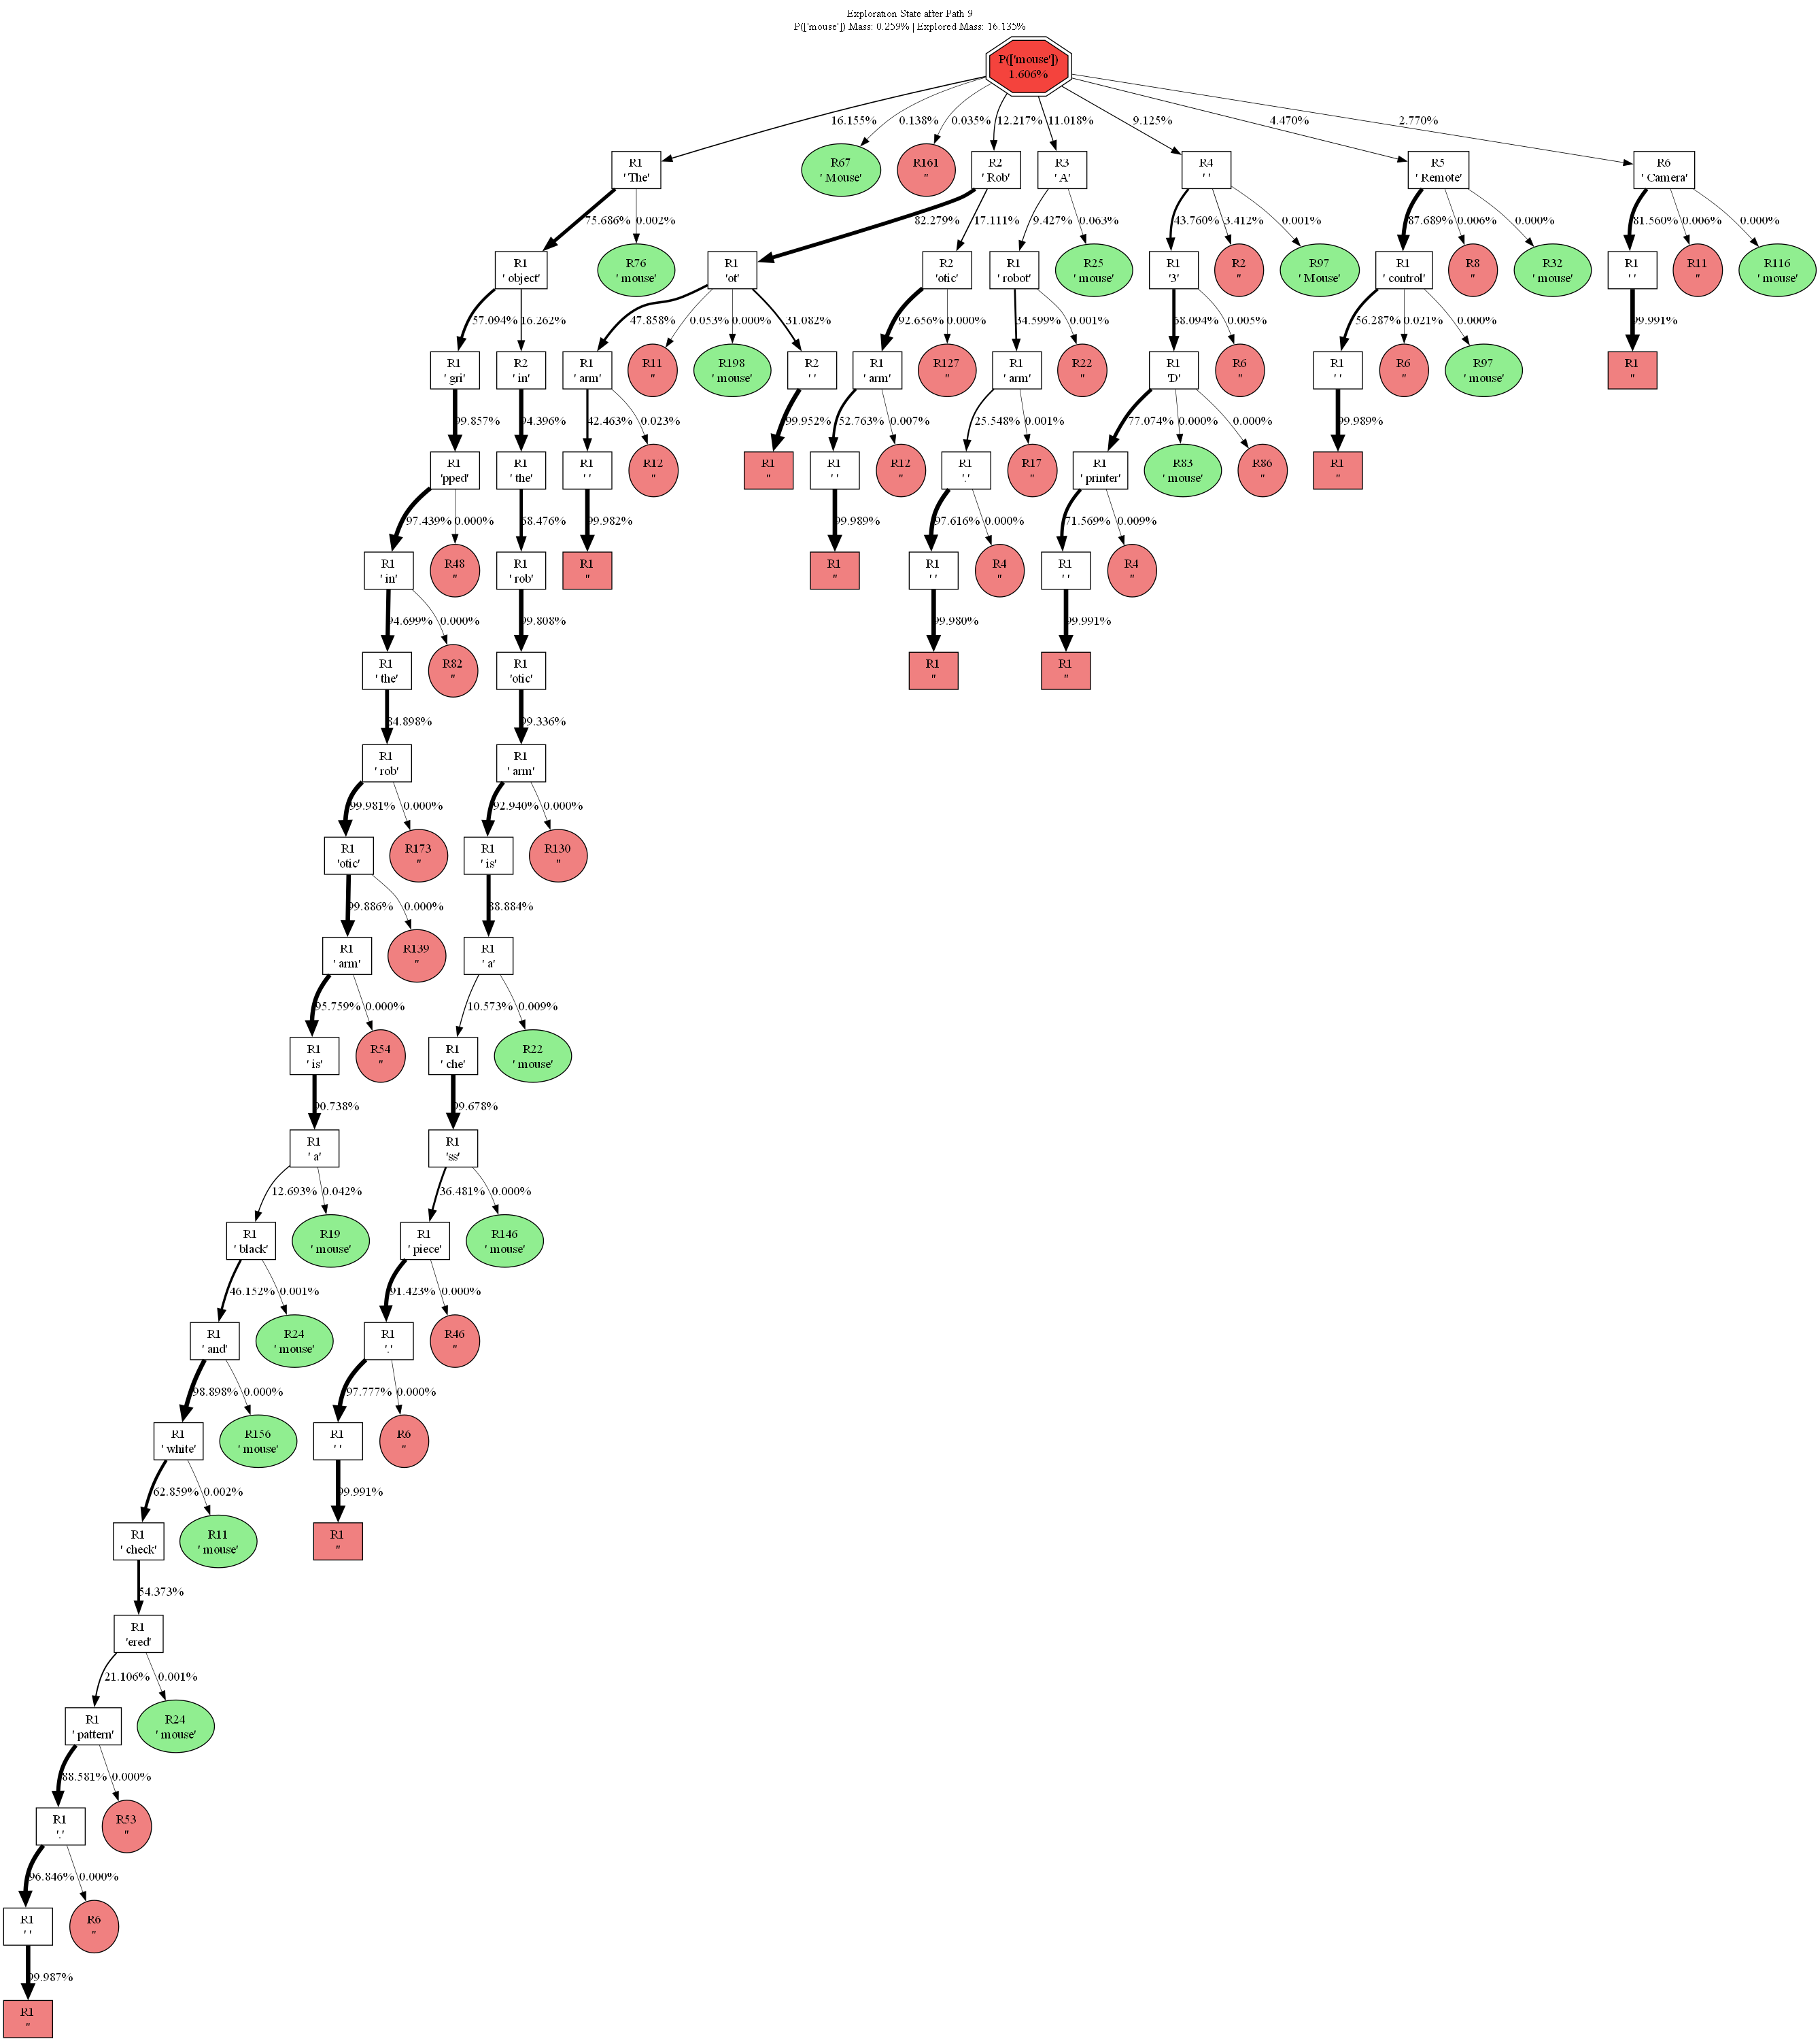 Exploration State after Path 9
P(['mouse']) Mass: 0.259% | Explored Mass: 16.135%
P(['mouse'])
1.606%
16.155%
0.138%
0.035%
12.217%
11.018%
9.125%
4.470%
2.770%
R1
' The'
R67
' Mouse'
R161
''
R2
' Rob'
R3
' A'
R4
' '
R5
' Remote'
R6
' Camera'
75.686%
0.002%
82.279%
17.111%
9.427%
0.063%
43.760%
3.412%
0.001%
87.689%
0.006%
0.000%
81.560%
0.006%
0.000%
R1
' object'
R76
' mouse'
R1
'ot'
R2
'otic'
R1
' robot'
R25
' mouse'
R1
'3'
R2
''
R97
' Mouse'
R1
' control'
R8
''
R32
' mouse'
R1
' '
R11
''
R116
' mouse'
57.094%
16.262%
47.858%
0.053%
0.000%
31.082%
92.656%
0.000%
34.599%
0.001%
68.094%
0.005%
56.287%
0.021%
0.000%
99.991%
R1
' gri'
R2
' in'
R1
' arm'
R11
''
R198
' mouse'
R2
' '
R1
' arm'
R127
''
R1
' arm'
R22
''
R1
'D'
R6
''
R1
' '
R6
''
R97
' mouse'
R1
''
99.857%
94.396%
42.463%
0.023%
99.952%
52.763%
0.007%
25.548%
0.001%
77.074%
0.000%
0.000%
99.989%
R1
'pped'
R1
' the'
R1
' '
R12
''
R1
''
R1
' '
R12
''
R1
'.'
R17
''
R1
' printer'
R83
' mouse'
R86
''
R1
''
97.439%
0.000%
68.476%
99.982%
99.989%
97.616%
0.000%
71.569%
0.009%
R1
' in'
R48
''
R1
' rob'
R1
''
R1
''
R1
' '
R4
''
R1
' '
R4
''
94.699%
0.000%
99.808%
99.980%
99.991%
R1
' the'
R82
''
R1
'otic'
R1
''
R1
''
84.898%
99.336%
R1
' rob'
R1
' arm'
99.981%
0.000%
92.940%
0.000%
R1
'otic'
R173
''
R1
' is'
R130
''
99.886%
0.000%
88.884%
R1
' arm'
R139
''
R1
' a'
95.759%
0.000%
10.573%
0.009%
R1
' is'
R54
''
R1
' che'
R22
' mouse'
90.738%
99.678%
R1
' a'
R1
'ss'
12.693%
0.042%
36.481%
0.000%
R1
' black'
R19
' mouse'
R1
' piece'
R146
' mouse'
46.152%
0.001%
91.423%
0.000%
R1
' and'
R24
' mouse'
R1
'.'
R46
''
98.898%
0.000%
97.777%
0.000%
R1
' white'
R156
' mouse'
R1
' '
R6
''
62.859%
0.002%
99.991%
R1
' check'
R11
' mouse'
R1
''
54.373%
R1
'ered'
21.106%
0.001%
R1
' pattern'
R24
' mouse'
88.581%
0.000%
R1
'.'
R53
''
96.846%
0.000%
R1
' '
R6
''
99.987%
R1
''